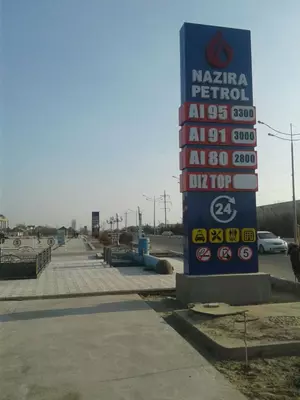 NAZIRA
PETROL
AI 95 3300
AI 91 3000
AI 80 2800
DIZ TOP
24